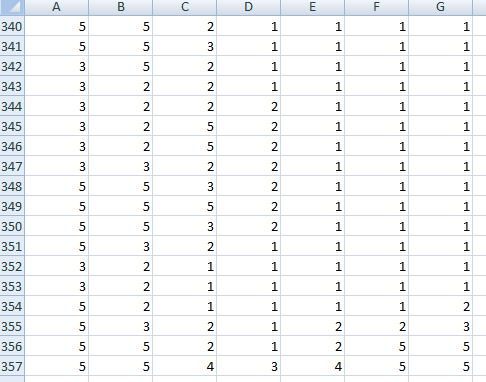 A B C D E F G
340 5 5 2 1 1 1 1
341 5 5 3 1 1 1 1
342 3 5 2 1 1 1 1
343 3 2 2 1 1 1 1
344 3 2 2 2 1 1 1
345 3 2 5 2 1 1 1
346 3 2 5 2 1 1 1
347 3 3 2 2 1 1 1
348 5 5 3 2 1 1 1
349 5 5 5 2 1 1 1
350 5 5 3 2 1 1 1
351 5 3 2 1 1 1 1
352 3 2 1 1 1 1 1
353 3 2 1 1 1 1 1
354 5 2 1 1 1 1 2
355 5 3 2 1 2 2 3
356 5 5 2 1 2 5 5
357 5 5 4 3 4 5 5